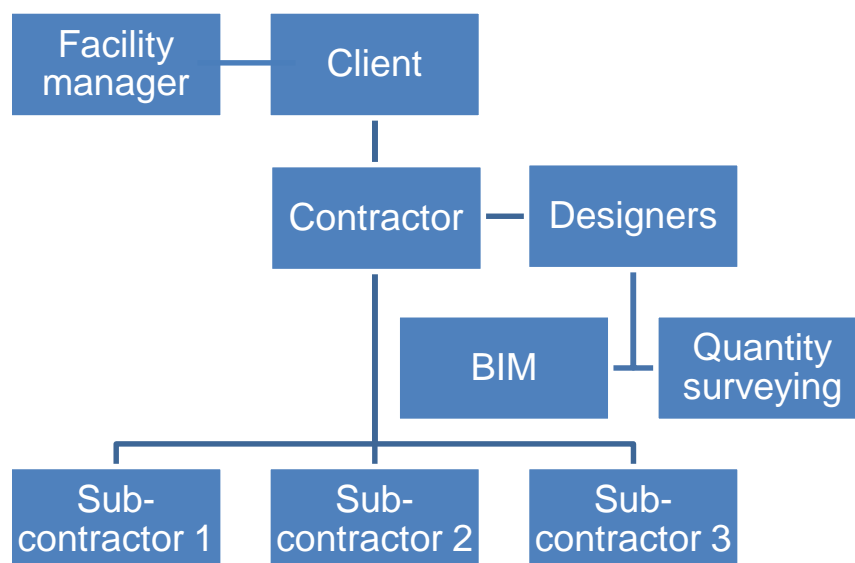 Facility
manager
Client
Contractor
Designers
BIM
Quantity
surveying
Sub-
contractor 1
Sub-
contractor 2
Sub-
contractor 3